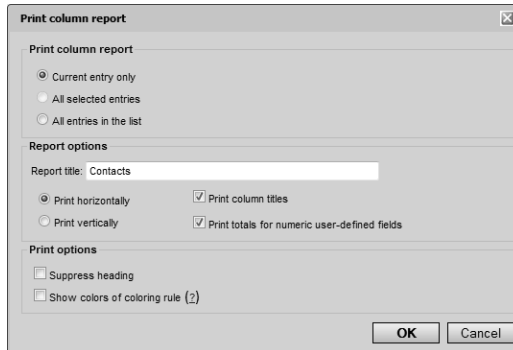 Print column report
Print column report
Current entry only
All selected entries
All entries in the list
Report options
Report title: Contacts
Print horizontally Print column titles
Print vertically Print totals for numeric user-defined fields
Print options
Suppress heading
Show colors of coloring rule (?)
OK Cancel